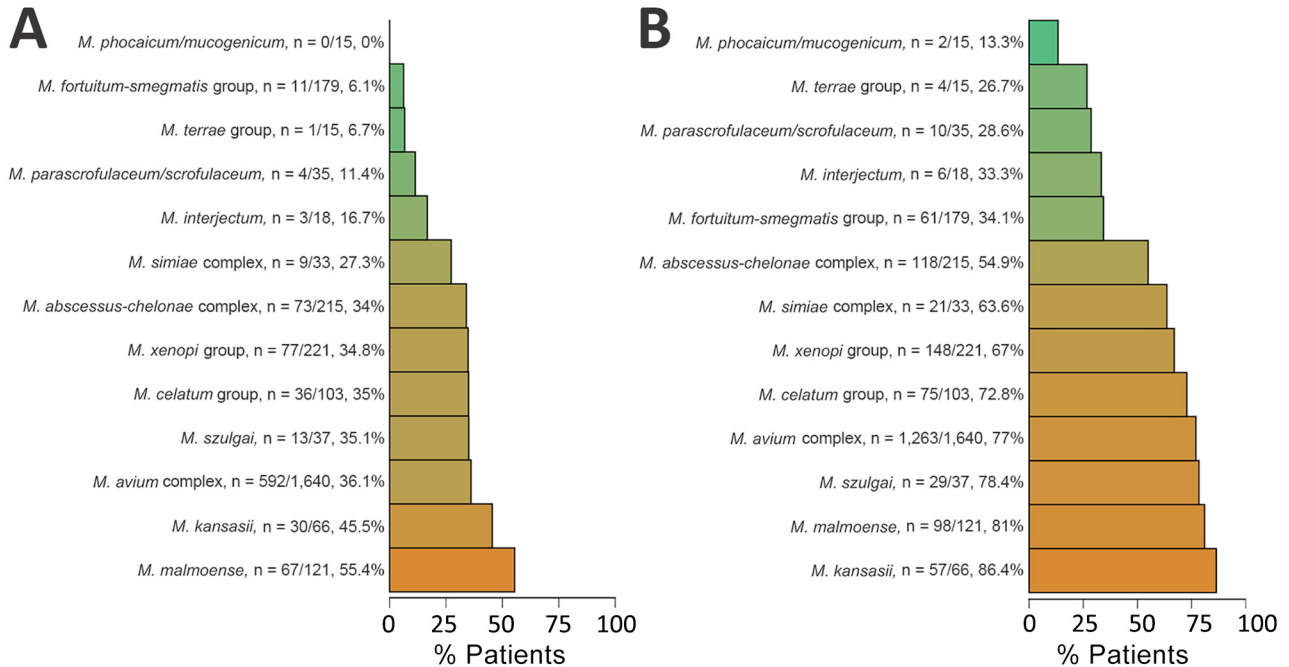 A
M. phocaicum/mucogenicum, n = 0/15, 0%
M. fortuitum-smegmatis group, n = 11/179, 6.1%
M. terrae group, n = 1/15, 6.7%
M. parascrofulaceum/scrofulaceum, n = 4/35, 11.4%
M. interjectum, n = 3/18, 16.7%
M. simiae complex, n = 9/33, 27.3%
M. abscessus-chelonae complex, n = 73/215, 34%
M. xenopi group, n = 77/221, 34.8%
M. celatum group, n = 36/103, 35%
M. szulgai, n = 13/37, 35.1%
M. avium complex, n = 592/1,640, 36.1%
M. kansasii, n = 30/66, 45.5%
M. malmoense, n = 67/121, 55.4%
0 25 50 75 100
% Patients
B
M. phocaicum/mucogenicum, n = 2/15, 13.3%
M. terrae group, n = 4/15, 26.7%
M. parascrofulaceum/scrofulaceum, n = 10/35, 28.6%
M. interjectum, n = 6/18, 33.3%
M. fortuitum-smegmatis group, n = 61/179, 34.1%
M. abscessus-chelonae complex, n = 118/215, 54.9%
M. simiae complex, n = 21/33, 63.6%
M. xenopi group, n = 148/221, 67%
M. celatum group, n = 75/103, 72.8%
M. avium complex, n = 1,263/1,640, 77%
M. szulgai, n = 29/37, 78.4%
M. malmoense, n = 98/121, 81%
M. kansasii, n = 57/66, 86.4%
0 25 50 75 100
% Patients